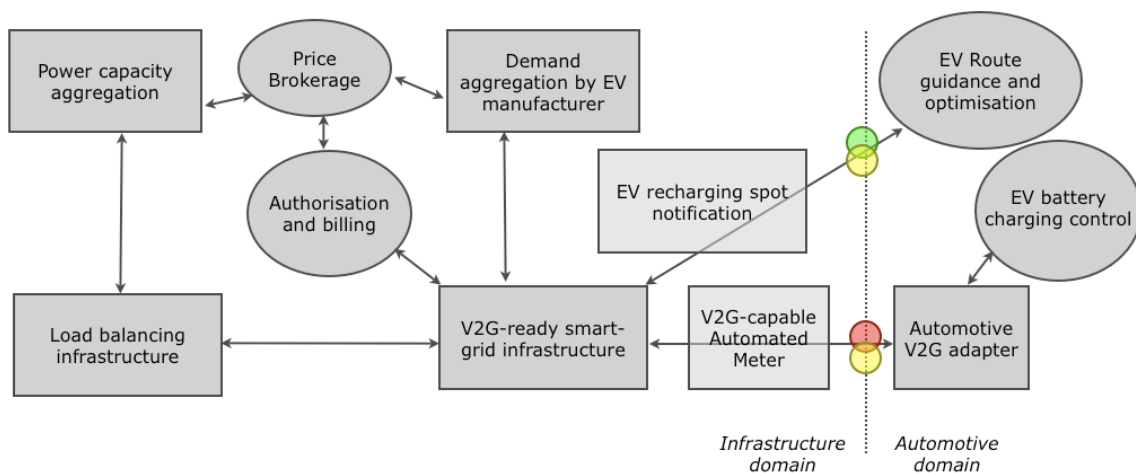 Power capacity
aggregation
Price
Brokerage
Demand
aggregation by EV
manufacturer
EV Route
guidance and
optimisation
Authorisation
and billing
EV recharging spot
notification
EV battery
charging control
Load balancing
infrastructure
V2G-ready smart-
grid infrastructure
V2G-capable
Automated
Meter
Automotive
V2G adapter
Infrastructure
domain
Automotive
domain